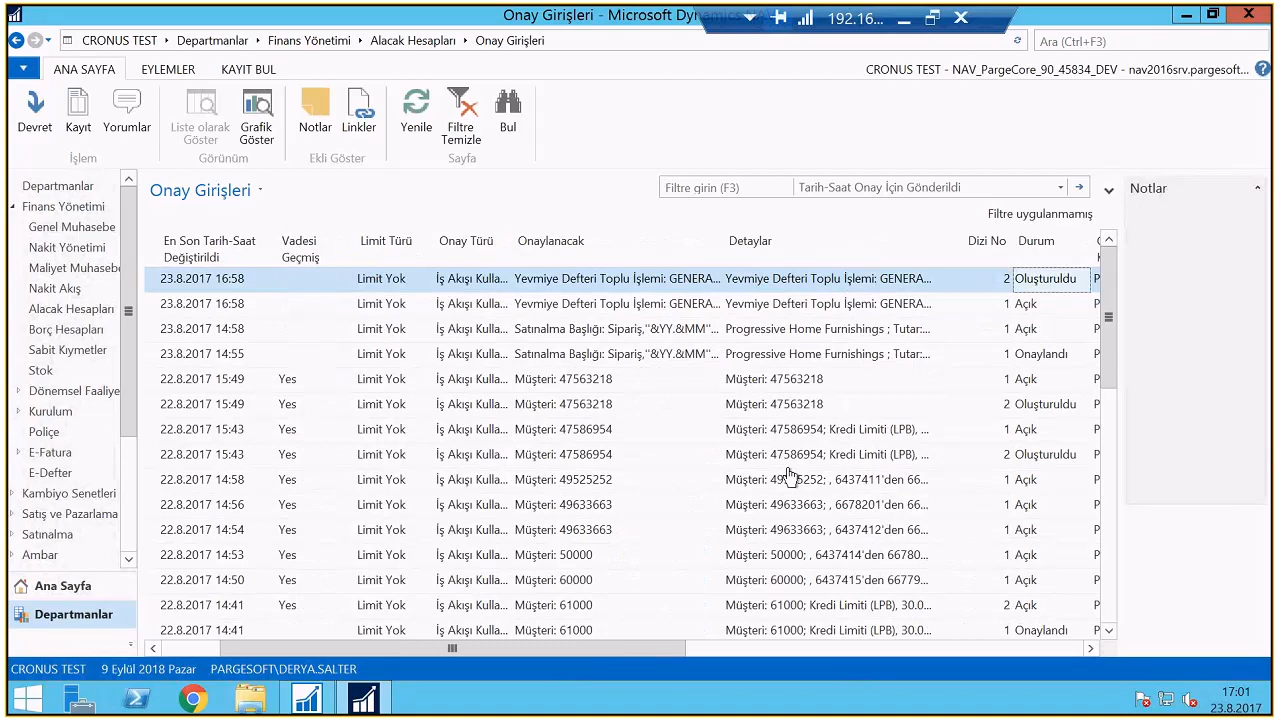 Onay Girişleri - Microsoft Dynamics
192.16...
CRONUS TEST
Departmanlar
Finans Yönetimi
Alacak Hesapları
Onay Girişleri
Ara (Ctrl+F3)
ANA SAYFA
EYLEMLER
KAYIT BUL
CRONUS TEST - NAV_PargeCore_90_45834_DEV - nav2016srv.pargesoft...
Devret
Kayıt
Yorumlar
Liste olarak Göster
Grafik Göster
Notlar
Linkler
Yenile
Filtre Temizle
Bul
İşlem
Görünüm
Ekli Göster
Sayfa
Departmanlar
Finans Yönetimi
Genel Muhasebe
Nakit Yönetimi
Maliyet Muhasebe
Nakit Akış
Alacak Hesapları
Borç Hesapları
Sabit Kıymetler
Stok
Dönemsel Faaliye
Kurulum
Poliçe
E-Fatura
E-Defter
Kambiyo Senetleri
Satış ve Pazarlama
Satınalma
Ambar
Ana Sayfa
Departmanlar
Onay Girişleri
Filtre girin (F3)
Tarih-Saat Onay İçin Gönderildi
Filtre uygulanmamış
Notlar
En Son Tarih-Saat Değiştirildi Vadesi Geçmiş Limit Türü Onay Türü Onaylanacak Detaylar Dizi No Durum
23.8.2017 16:58 Limit Yok İş Akışı Kulla... Yevmiye Defteri Toplu İşlemi: GENERA... Yevmiye Defteri Toplu İşlemi: GENERA... 2 Oluşturuldu
23.8.2017 16:58 Limit Yok İş Akışı Kulla... Yevmiye Defteri Toplu İşlemi: GENERA... Yevmiye Defteri Toplu İşlemi: GENERA... 1 Açık P
23.8.2017 14:58 Limit Yok İş Akışı Kulla... Satınalma Başlığı: Sipariş,"&YY.&MM"... Progressive Home Furnishings ; Tutar:... 1 Açık P
23.8.2017 14:55 Limit Yok İş Akışı Kulla... Satınalma Başlığı: Sipariş,"&YY.&MM"... Progressive Home Furnishings ; Tutar:... 1 Onaylandı P
22.8.2017 15:49 Yes Limit Yok İş Akışı Kulla... Müşteri: 47563218 Müşteri: 47563218 1 Açık P
22.8.2017 15:49 Yes Limit Yok İş Akışı Kulla... Müşteri: 47563218 Müşteri: 47563218 2 Oluşturuldu P
22.8.2017 15:43 Yes Limit Yok İş Akışı Kulla... Müşteri: 47586954 Müşteri: 47586954; Kredi Limiti (LPB), ... 1 Açık P
22.8.2017 15:43 Yes Limit Yok İş Akışı Kulla... Müşteri: 47586954 Müşteri: 47586954; Kredi Limiti (LPB), ... 2 Oluşturuldu P
22.8.2017 14:58 Yes Limit Yok İş Akışı Kulla... Müşteri: 49525252 Müşteri: 49525252; , 6437411'den 66... 1 Açık P
22.8.2017 14:56 Yes Limit Yok İş Akışı Kulla... Müşteri: 49633663 Müşteri: 49633663; , 6678201'den 66... 1 Açık P
22.8.2017 14:54 Yes Limit Yok İş Akışı Kulla... Müşteri: 49633663 Müşteri: 49633663; , 6437412'den 66... 1 Açık P
22.8.2017 14:53 Yes Limit Yok İş Akışı Kulla... Müşteri: 50000 Müşteri: 50000; , 6437414'den 66780... 1 Açık P
22.8.2017 14:50 Yes Limit Yok İş Akışı Kulla... Müşteri: 60000 Müşteri: 60000; , 6437415'den 66779... 1 Açık P
22.8.2017 14:41 Yes Limit Yok İş Akışı Kulla... Müşteri: 61000 Müşteri: 61000; Kredi Limiti (LPB), 30.0... 2 Açık P
22.8.2017 14:41 Limit Yok İş Akışı Kulla... Müşteri: 61000 Müşteri: 61000; Kredi Limiti (LPB), 30.0... 1 Onaylandı P
CRONUS TEST
9 Eylül 2018 Pazar
PARGESOFT\DERYA.SALTER
17:01
23.8.2017